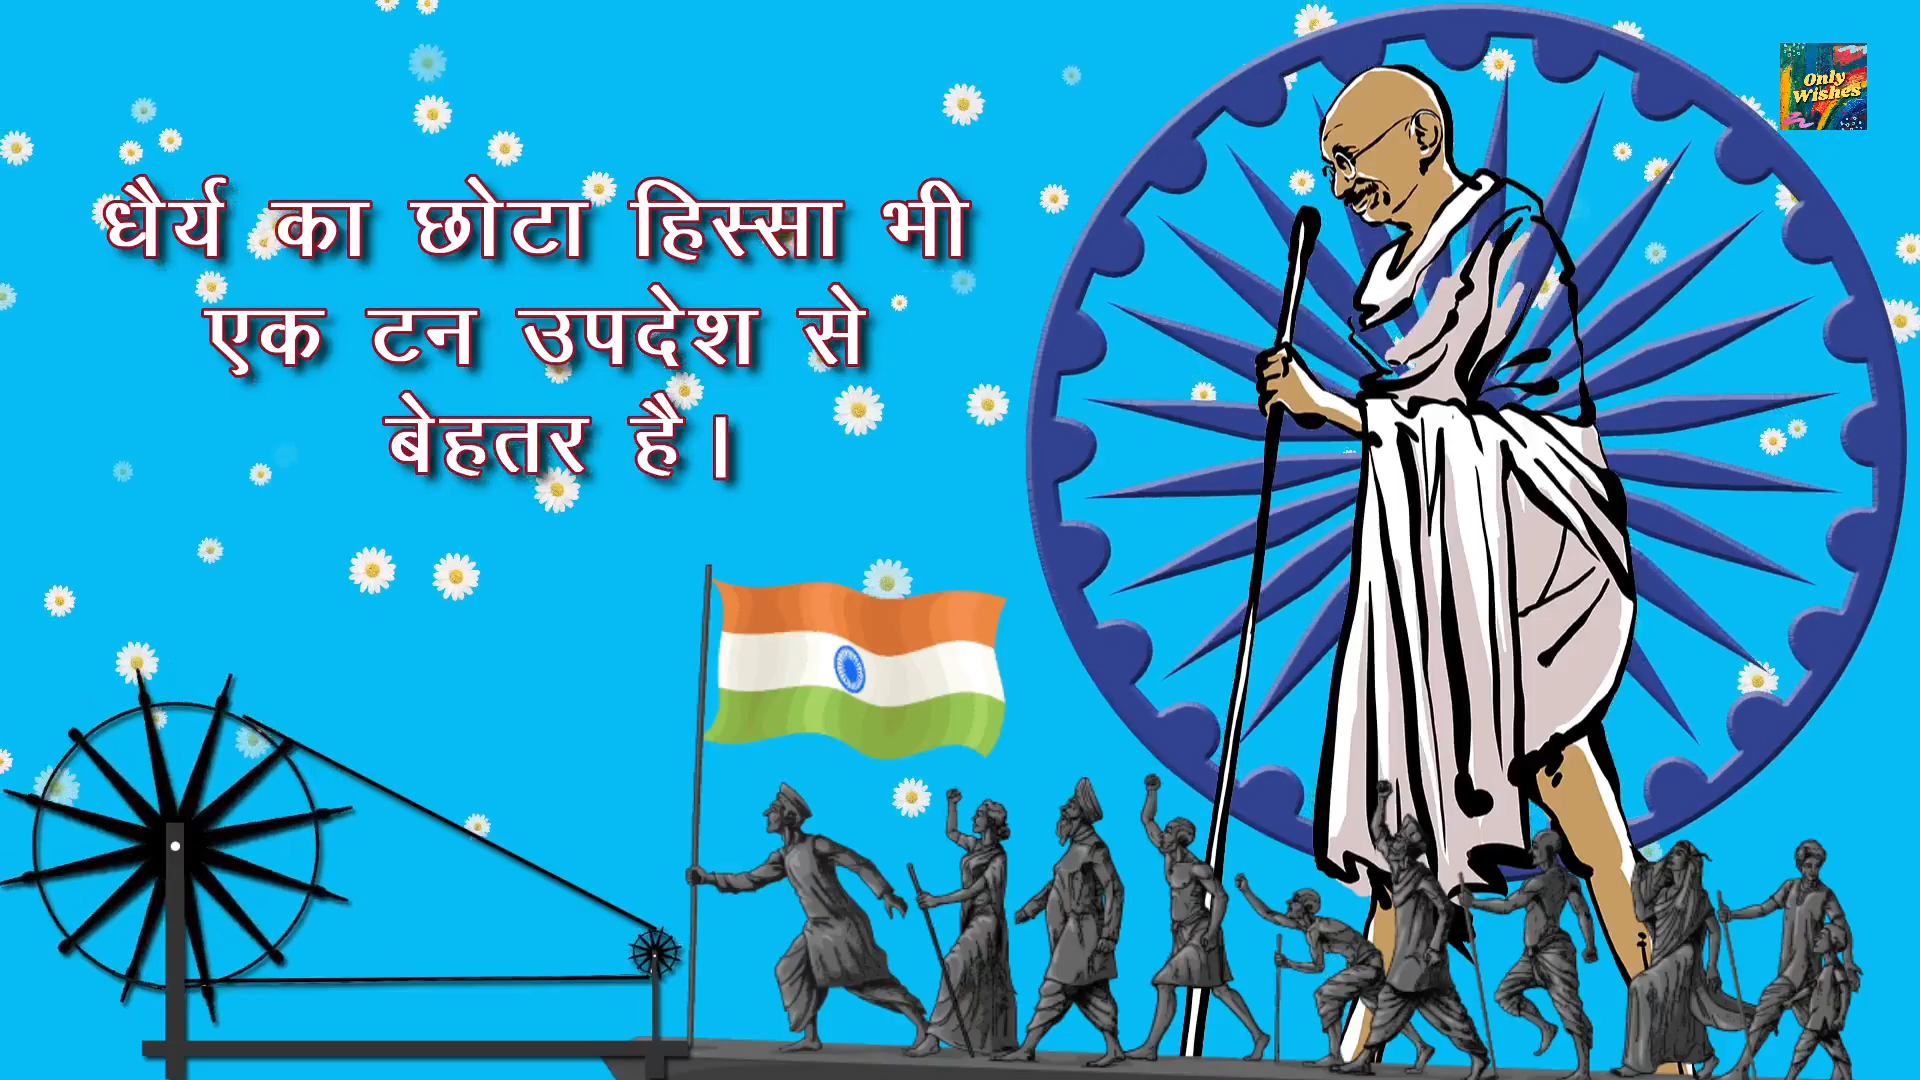 धैर्य का छोटा हिस्सा भी
एक टन उपदेश से
बेहतर है।
Only
Wishes